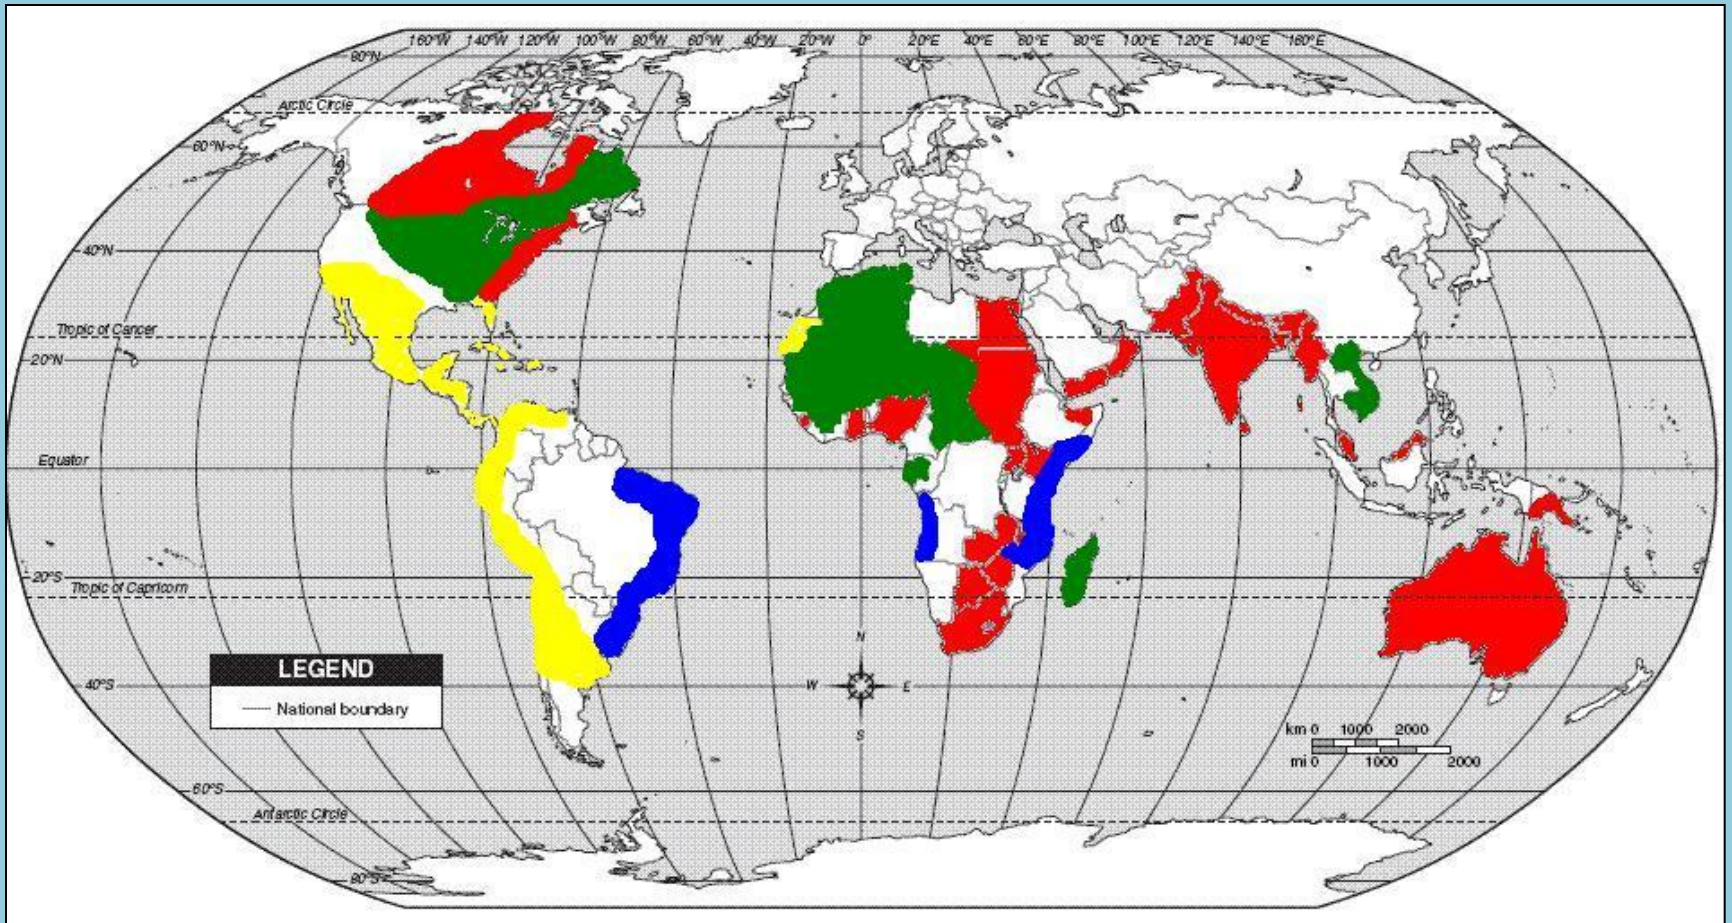 160°W 140°W 120°W 100°W 80°W 60°W 40°W 20°W 0° 20°E 40°E 60°E 80°E 100°E 120°E 140°E 160°E
80°N
Arctic Circle
60°N
40°N
Tropic of Cancer
20°N
Equator
20°S
Tropic of Capricorn
N
W E
S
LEGEND
National boundary
40°S
km 0 1000 2000
mi 0 1000 2000
60°S
Antarctic Circle
80°S